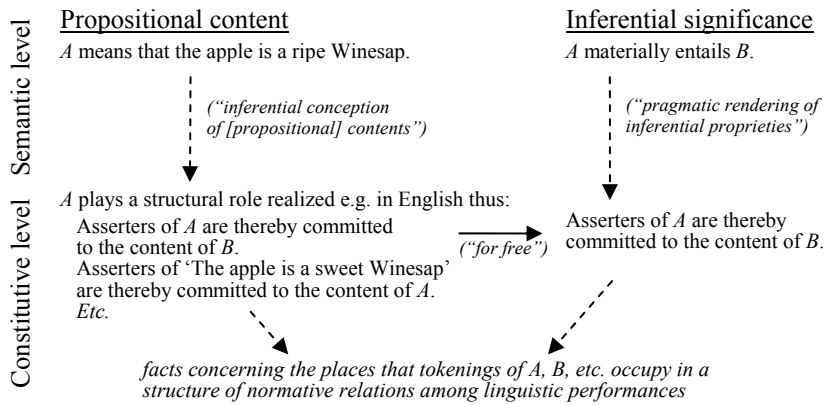 Propositional content
Inferential significance
Semantic level
A means that the apple is a ripe Winesap.
A materially entails B.
(“inferential conception
of [propositional] contents”)
(“pragmatic rendering of
inferential proprieties”)
Constitutive level
A plays a structural role realized e.g. in English thus:
Asserters of A are thereby committed
to the content of B.
Asserters of ‘The apple is a sweet Winesap’
are thereby committed to the content of A.
Etc.
(“for free”)
Asserters of A are thereby
committed to the content of B.
facts concerning the places that tokenings of A, B, etc. occupy in a
structure of normative relations among linguistic performances